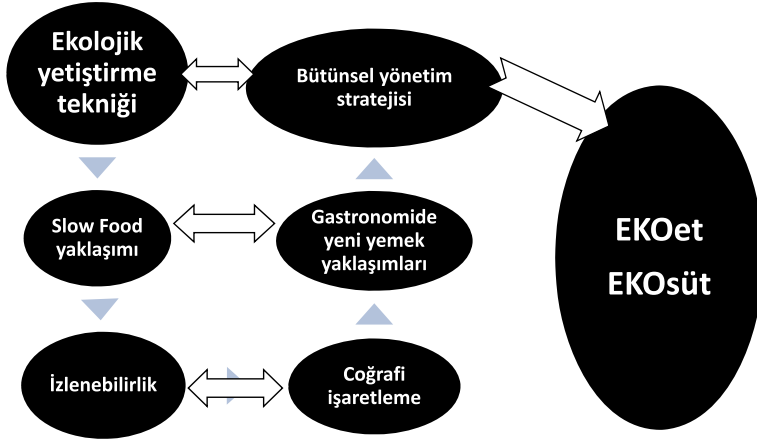 Ekolojik
yetiştirme
tekniği
Bütünsel yönetim
stratejisi
Slow Food
yaklaşımı
Gastronomide
yeni yemek
yaklaşımları
İzlenebilirlik
Coğrafi
işaretleme
EKOet
EKOsüt